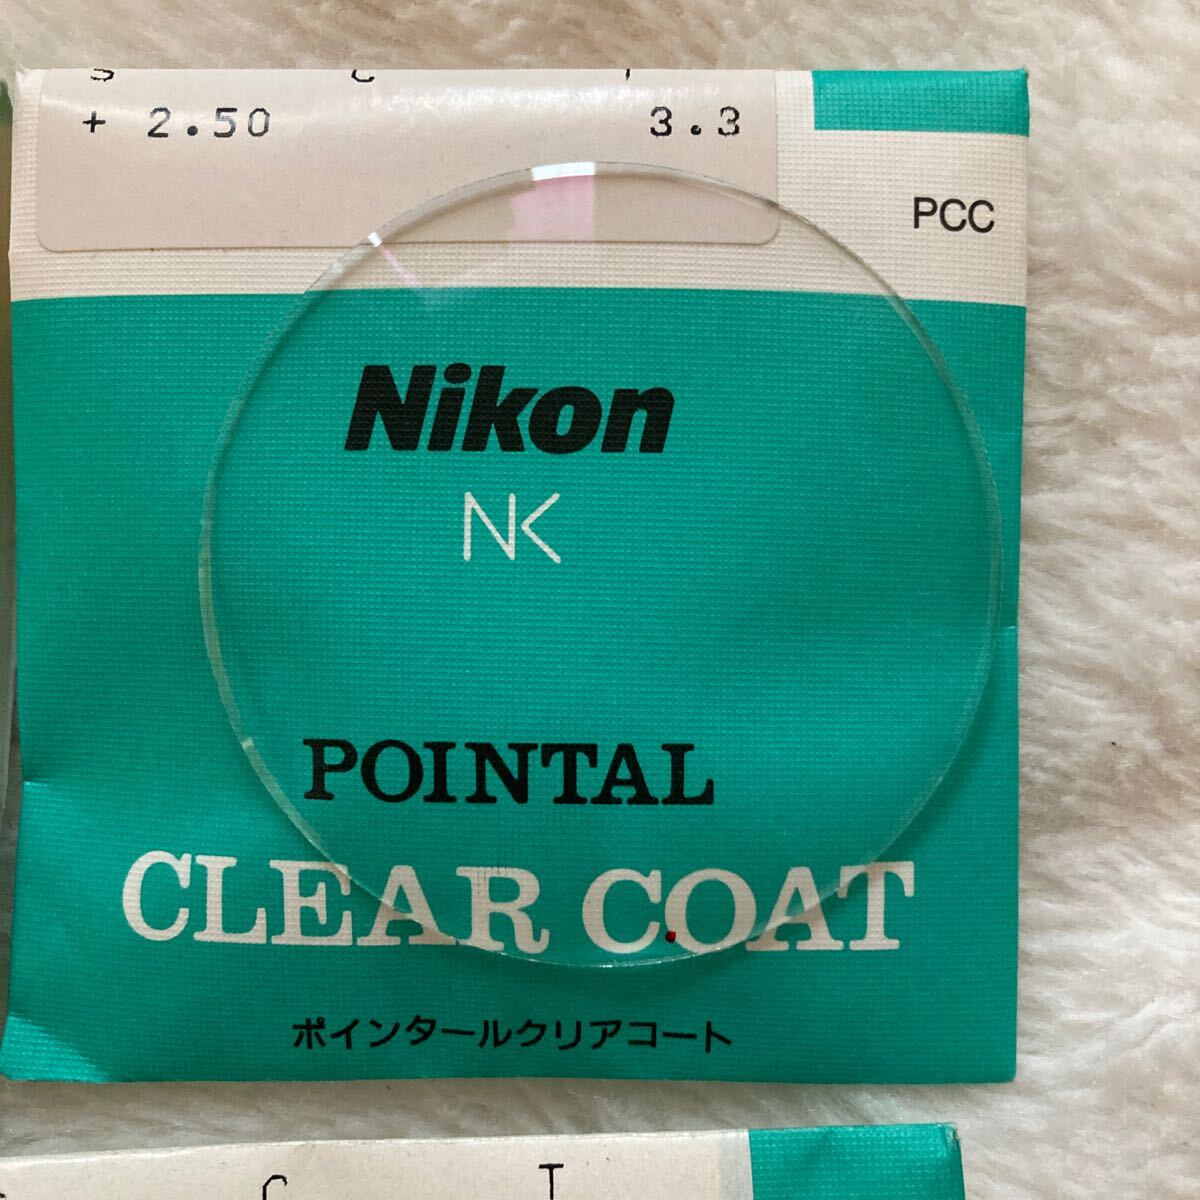 S C T
+ 2.50 3.3
PCC
Nikon
NK
POINTAL
CLEAR COAT
ポインタールクリアコート
C T